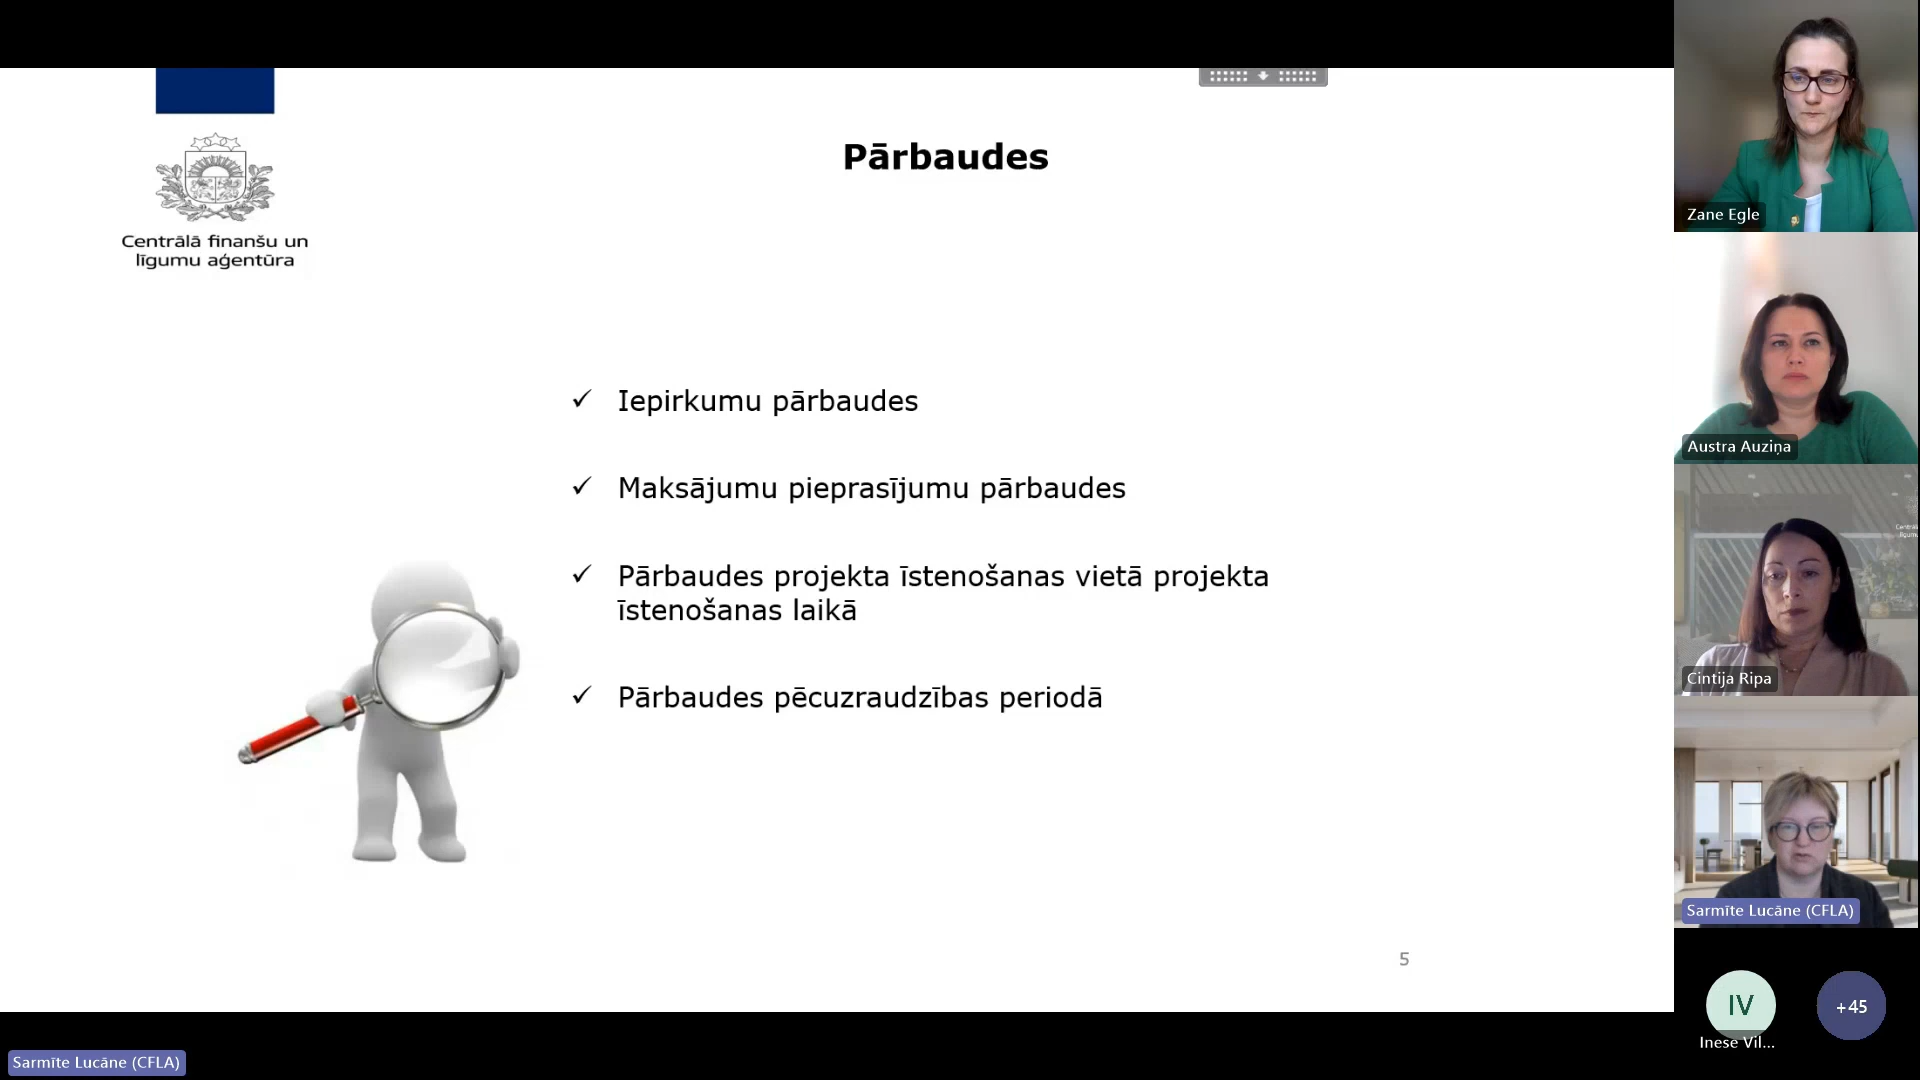 Centrālā finanšu un
līgumu aģentūra
Pārbaudes
✓ Iepirkumu pārbaudes
✓ Maksājumu pieprasījumu pārbaudes
✓ Pārbaudes projekta īstenošanas vietā projekta
īstenošanas laikā
✓ Pārbaudes pēcuzraudzības periodā
5
Zane Egle
Austra Auziņa
Cintija Ripa
Sarmīte Lucāne (CFLA)
IV
+45
Inese Vil...
Sarmīte Lucāne (CFLA)